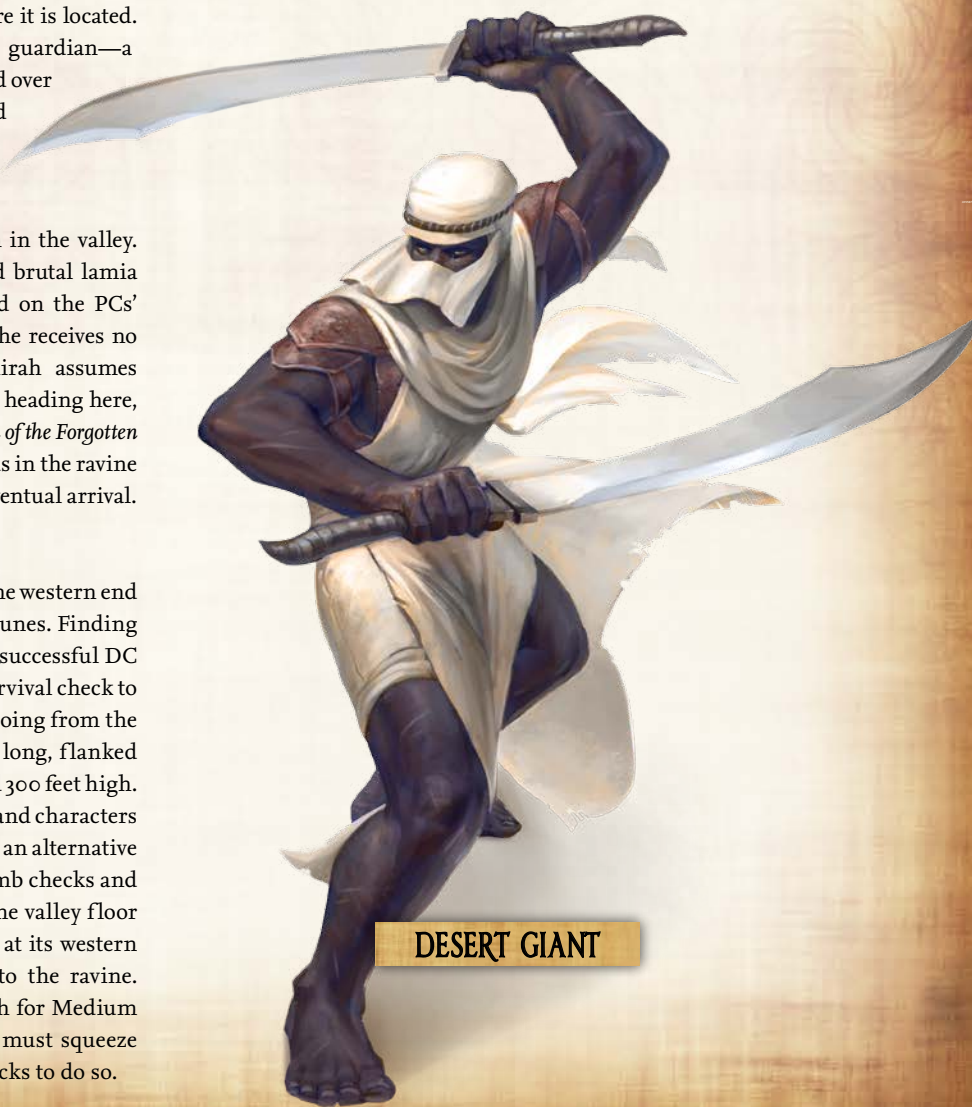 re it is located.
guardian—a
d over
d
in the valley.
d brutal lamia
d on the PCs’
he receives no
irah assumes
heading here,
of the Forgotten
s in the ravine
entual arrival.
he western end
unes. Finding
successful DC
rvival check to
oing from the
long, flanked
300 feet high.
and characters
an alternative
mb checks and
he valley floor
at its western
to the ravine.
h for Medium
must squeeze
cks to do so.
DESERT GIANT